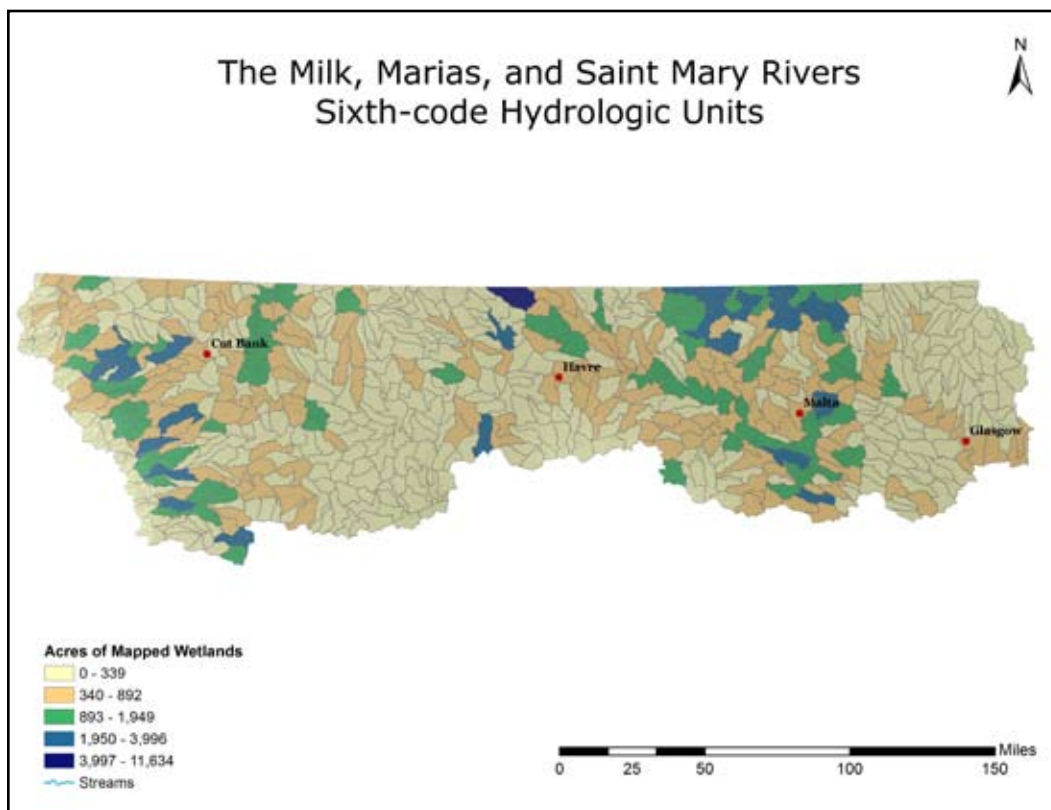 N
The Milk, Marias, and Saint Mary Rivers
Sixth-code Hydrologic Units
Cut Bank
Havre
Malta
Glasgow
Acres of Mapped Wetlands
0 - 339
340 - 892
893 - 1,949
1,950 - 3,996
3,997 - 11,634
Streams
Miles
0 25 50 100 150